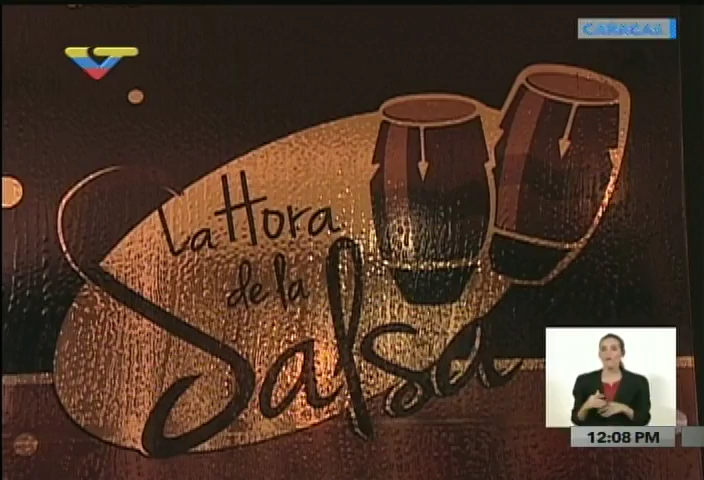 CARACAS
La Hora
de la
Salsa
12:08 PM